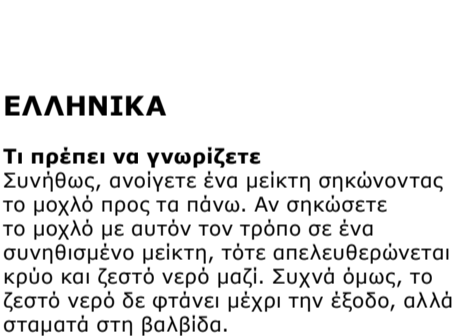 ΕΛΛΗΝΙΚΑ
Τι πρέπει να γνωρίζετε
Συνήθως, ανοίγετε ένα μείκτη σηκώνοντας
το μοχλό προς τα πάνω. Αν σηκώσετε
το μοχλό με αυτόν τον τρόπο σε ένα
συνηθισμένο μείκτη, τότε απελευθερώνεται
κρύο και ζεστό νερό μαζί. Συχνά όμως, το
ζεστό νερό δε φτάνει μέχρι την έξοδο, αλλά
σταματά στη βαλβίδα.